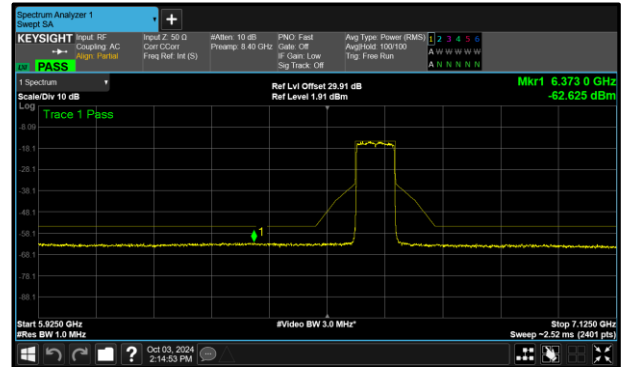 Spectrum Analyzer 1
Swept SA
+
KEYSIGHT Input: RF Input Z: 50 Ω #Atten: 10 dB PNO: Fast Avg Type: Power (RMS) 1 2 3 4 5 6
Coupling: AC Corr CCorr Preamp: 8.40 GHz Gate: Off Avg|Hold: 100/100 A W W W W W
Align: Partial Freq Ref: Int (S) IF Gain: Low Trig: Free Run
Sig Track: Off A N N N N N
PASS
1 Spectrum
Scale/Div 10 dB
Ref Lvl Offset 29.91 dB
Ref Level 1.91 dBm
Mkr1 6.373 0 GHz
-62.625 dBm
Log
Trace 1 Pass
-8.09
-18.1
-28.1
-38.1
-48.1
-58.1
1
-68.1
-78.1
-88.1
Start 5.9250 GHz #Video BW 3.0 MHz* Stop 7.1250 GHz
#Res BW 1.0 MHz Sweep ~2.52 ms (2401 pts)
? Oct 03, 2024
2:14:53 PM